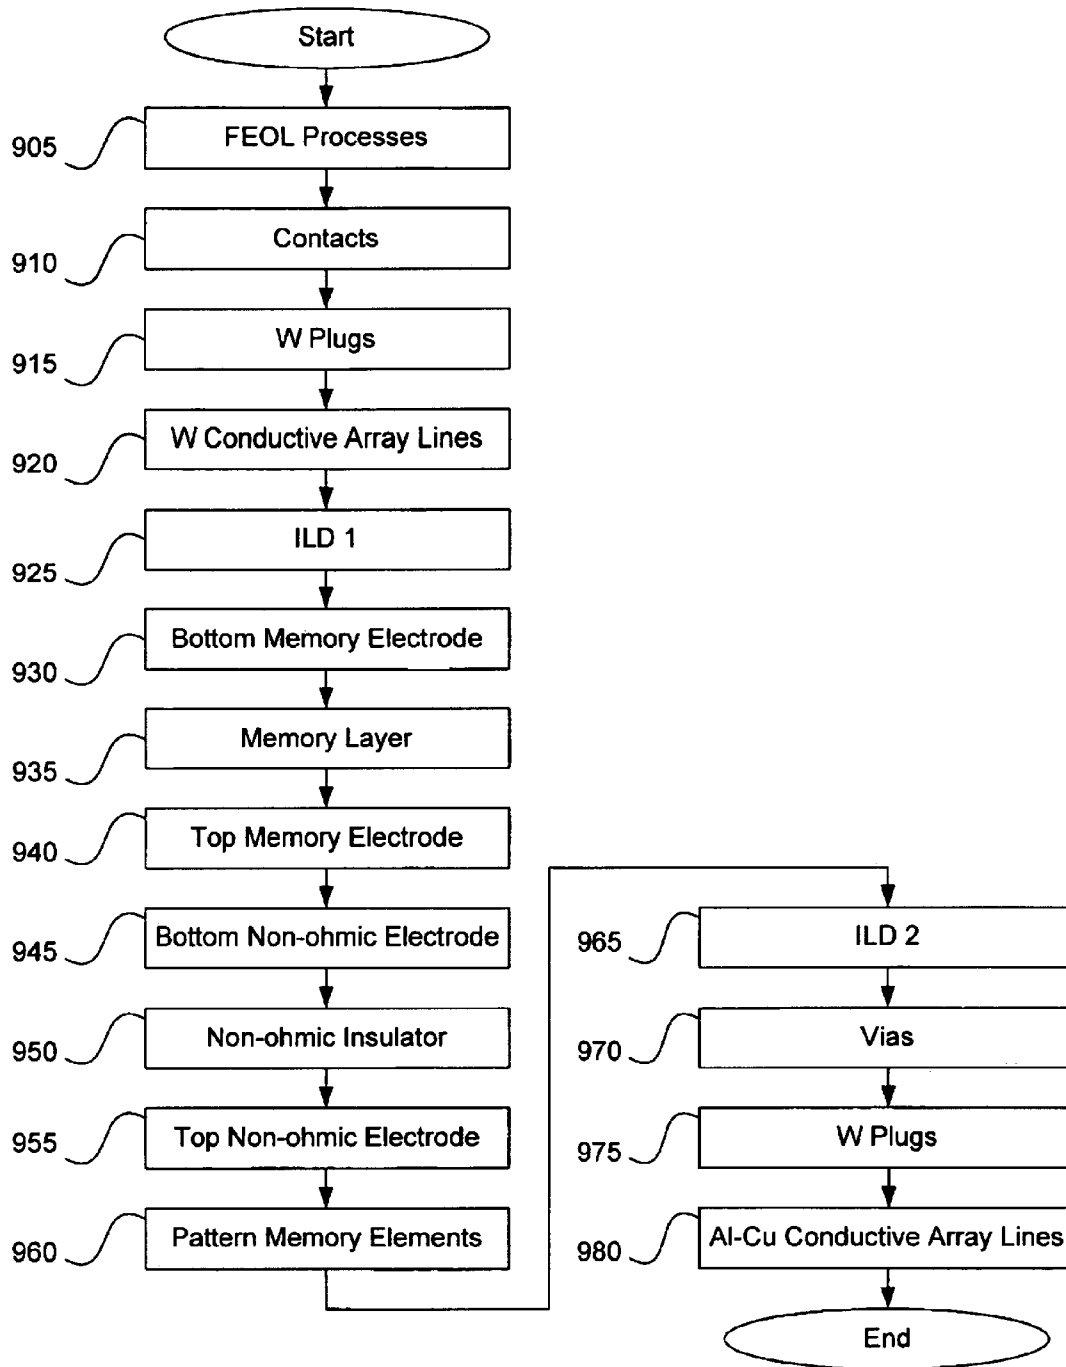 Start
905
FEOL Processes
910
Contacts
915
W Plugs
920
W Conductive Array Lines
925
ILD 1
930
Bottom Memory Electrode
935
Memory Layer
940
Top Memory Electrode
945
Bottom Non-ohmic Electrode
950
Non-ohmic Insulator
955
Top Non-ohmic Electrode
960
Pattern Memory Elements
965
ILD 2
970
Vias
975
W Plugs
980
Al-Cu Conductive Array Lines
End